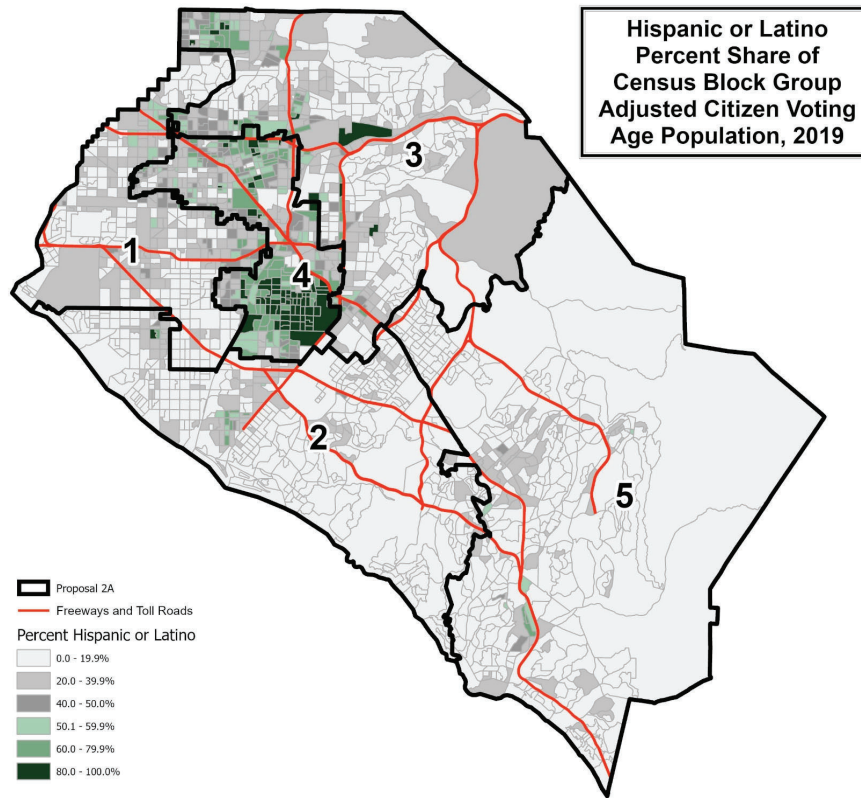 Hispanic or Latino
Percent Share of
Census Block Group
Adjusted Citizen Voting
Age Population, 2019
3
1
4
2
5
Proposal 2A
Freeways and Toll Roads
Percent Hispanic or Latino
0.0 - 19.9%
20.0 - 39.9%
40.0 - 50.0%
50.1 - 59.9%
60.0 - 79.9%
80.0 - 100.0%